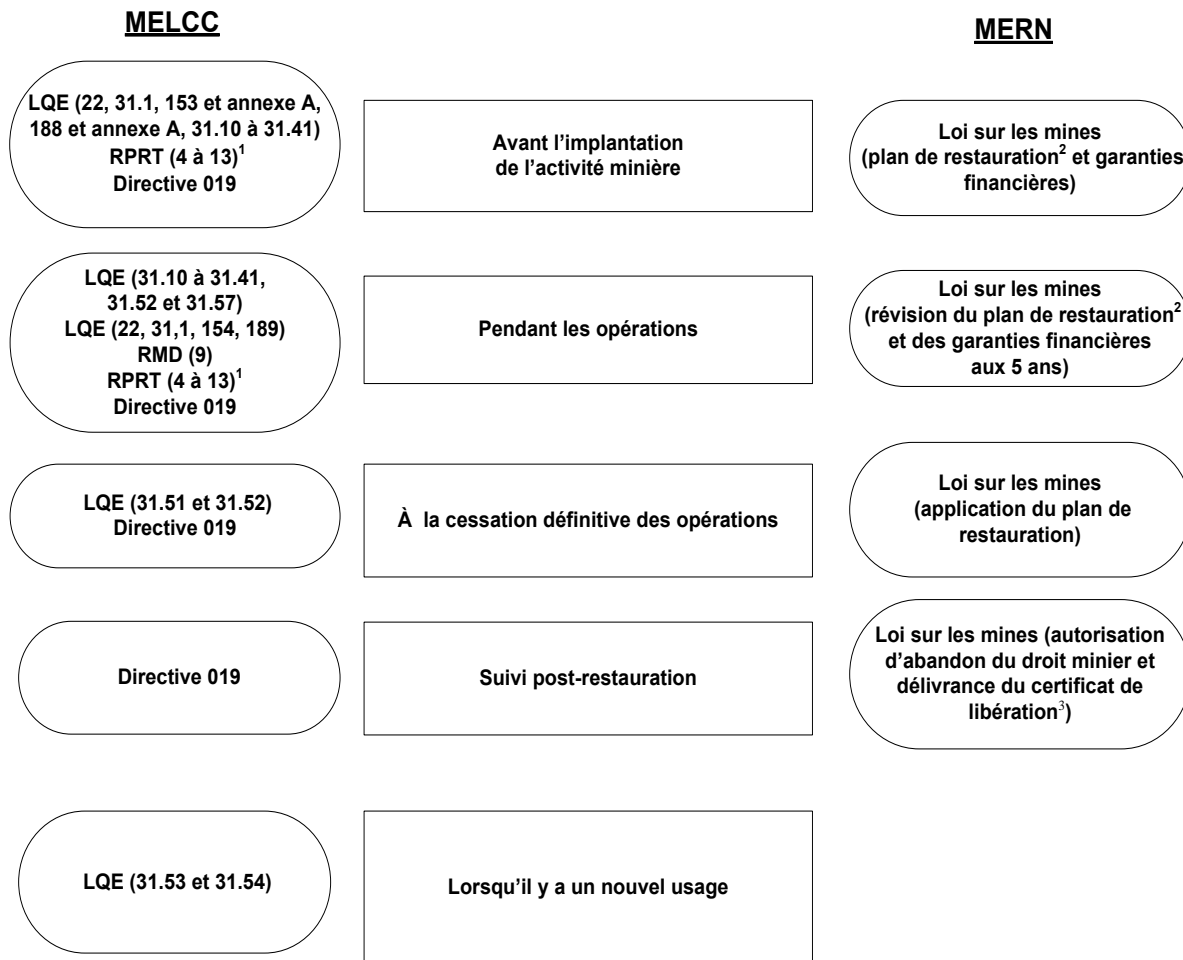 MELCC
MERN
LQE (22, 31.1, 153 et annexe A,
188 et annexe A, 31.10 à 31.41)
RPRT (4 à 13)¹
Directive 019
Avant l’implantation
de l’activité minière
Loi sur les mines
(plan de restauration² et garanties
financières)
LQE (31.10 à 31.41,
31.52 et 31.57)
LQE (22, 31,1, 154, 189)
RMD (9)
RPRT (4 à 13)¹
Directive 019
Pendant les opérations
Loi sur les mines
(révision du plan de restauration²
et des garanties financières
aux 5 ans)
LQE (31.51 et 31.52)
Directive 019
À la cessation définitive des opérations
Loi sur les mines
(application du plan de
restauration)
Directive 019
Suivi post-restauration
Loi sur les mines (autorisation
d’abandon du droit minier et
délivrance du certificat de
libération³)
LQE (31.53 et 31.54)
Lorsqu’il y a un nouvel usage